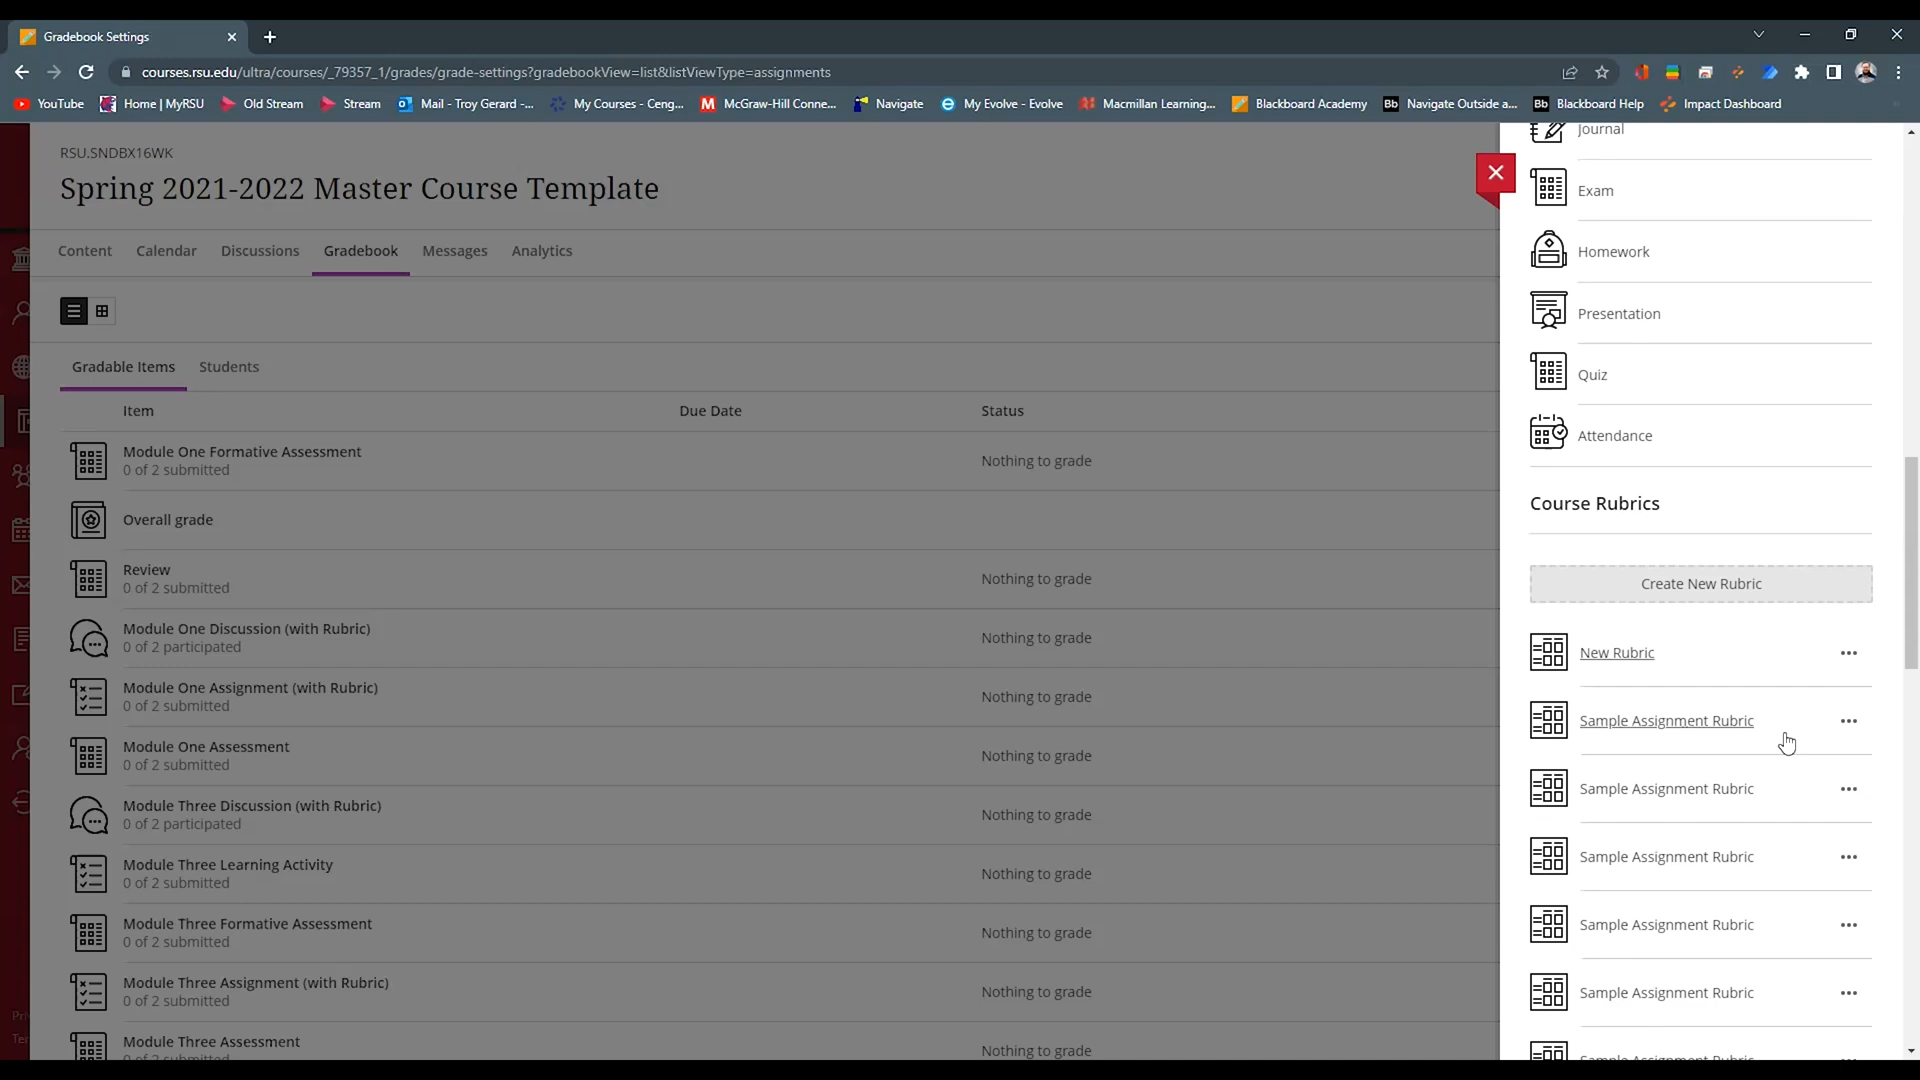 Gradebook Settings
courses.rsu.edu/ultra/courses/_79357_1/grades/grade-settings?gradebookView=list&listViewType=assignments
YouTube
Home | MyRSU
Old Stream
Stream
Mail - Troy Gerard -...
My Courses - Ceng...
McGraw-Hill Conne...
Navigate
My Evolve - Evolve
Macmillan Learning...
Blackboard Academy
Bb Navigate Outside a...
Bb Blackboard Help
Impact Dashboard
RSU.SNDBX16WK
Spring 2021-2022 Master Course Template
Content
Calendar
Discussions
Gradebook
Messages
Analytics
Gradable Items
Students
Item
Due Date
Status
Module One Formative Assessment
0 of 2 submitted
Nothing to grade
Overall grade
Review
0 of 2 submitted
Nothing to grade
Module One Discussion (with Rubric)
0 of 2 participated
Nothing to grade
Module One Assignment (with Rubric)
0 of 2 submitted
Nothing to grade
Module One Assessment
0 of 2 submitted
Nothing to grade
Module Three Discussion (with Rubric)
0 of 2 participated
Nothing to grade
Module Three Learning Activity
0 of 2 submitted
Nothing to grade
Module Three Formative Assessment
0 of 2 submitted
Nothing to grade
Module Three Assignment (with Rubric)
0 of 2 submitted
Nothing to grade
Module Three Assessment
0 of 2 submitted
Nothing to grade
Journal
Exam
Homework
Presentation
Quiz
Attendance
Course Rubrics
Create New Rubric
New Rubric
Sample Assignment Rubric
Sample Assignment Rubric
Sample Assignment Rubric
Sample Assignment Rubric
Sample Assignment Rubric
Sample Assignment Rubric